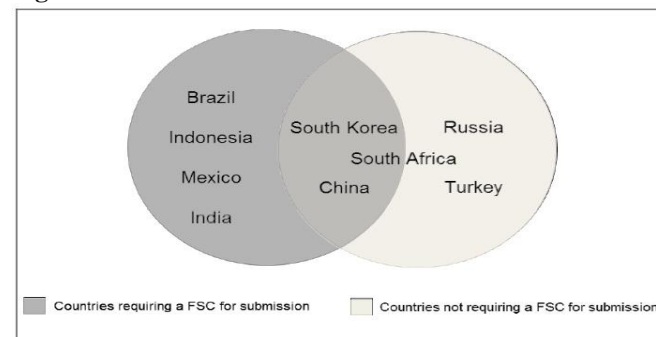 Brazil
Indonesia
Mexico
India
South Korea
South Africa
China
Russia
Turkey
Countries requiring a FSC for submission
Countries not requiring a FSC for submission